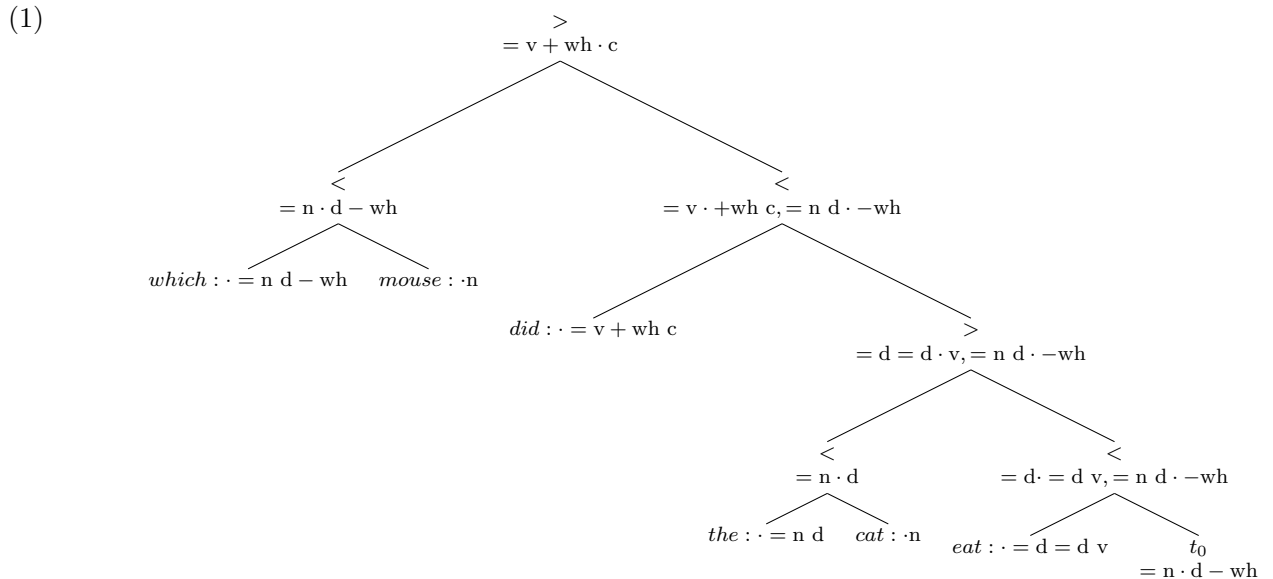 (1)
>
= v + wh · c
<
= n · d − wh
<
= v · +wh c, = n d · −wh
which : · = n d − wh
mouse : ·n
did : · = v + wh c
>
= d = d · v, = n d · −wh
<
= n · d
<
= d· = d v, = n d · −wh
the : · = n d
cat : ·n
eat : · = d = d v
t₀
= n · d − wh